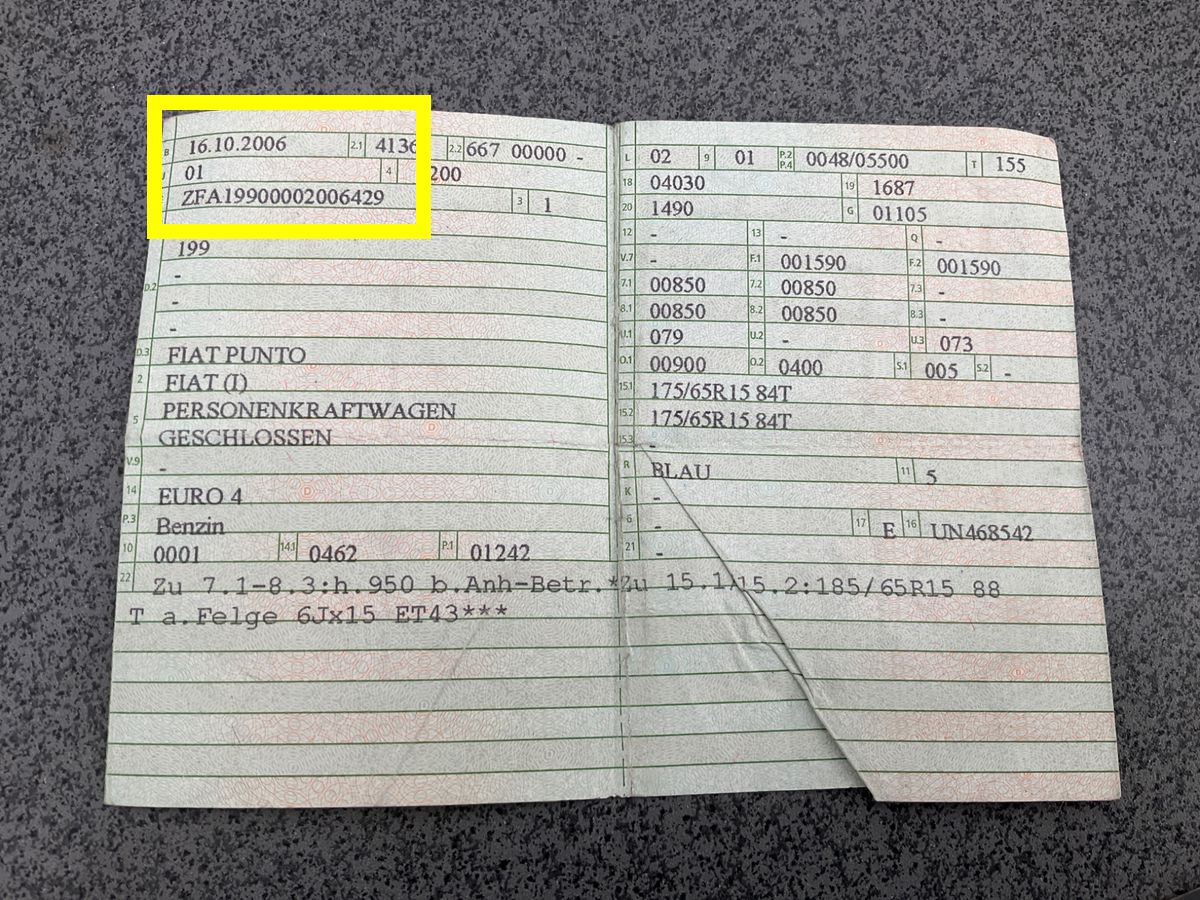 B 16.10.2006 2.1 4136 2.2 667 00000 -
J 01 4 200
ZFA19900002006429 3 1
199
-
D.2 -
-
D.3 FIAT PUNTO
2 FIAT (I)
5 PERSONENKRAFTWAGEN
GESCHLOSSEN
V.9 -
14 EURO 4
P.3 Benzin
10 0001 14.1 0462 P.1 01242
L 02 9 01 P.2 P.4 0048/05500 T 155
18 04030 19 1687
20 1490 G 01105
12 - 13 - Q -
V.7 - F.1 001590 F.2 001590
7.1 00850 7.2 00850 7.3 -
8.1 00850 8.2 00850 8.3 -
U.1 079 U.2 - U.3 073
O.1 00900 O.2 0400 S.1 005 S.2 -
15.1 175/65R15 84T
15.2 175/65R15 84T
15.3 -
R BLAU 11 5
K -
6 - 17 E 16 UN468542
21 -
22 Zu 7.1-8.3:h.950 b.Anh-Betr.*Zu 15.1/15.2:185/65R15 88
T a.Felge 6Jx15 ET43***